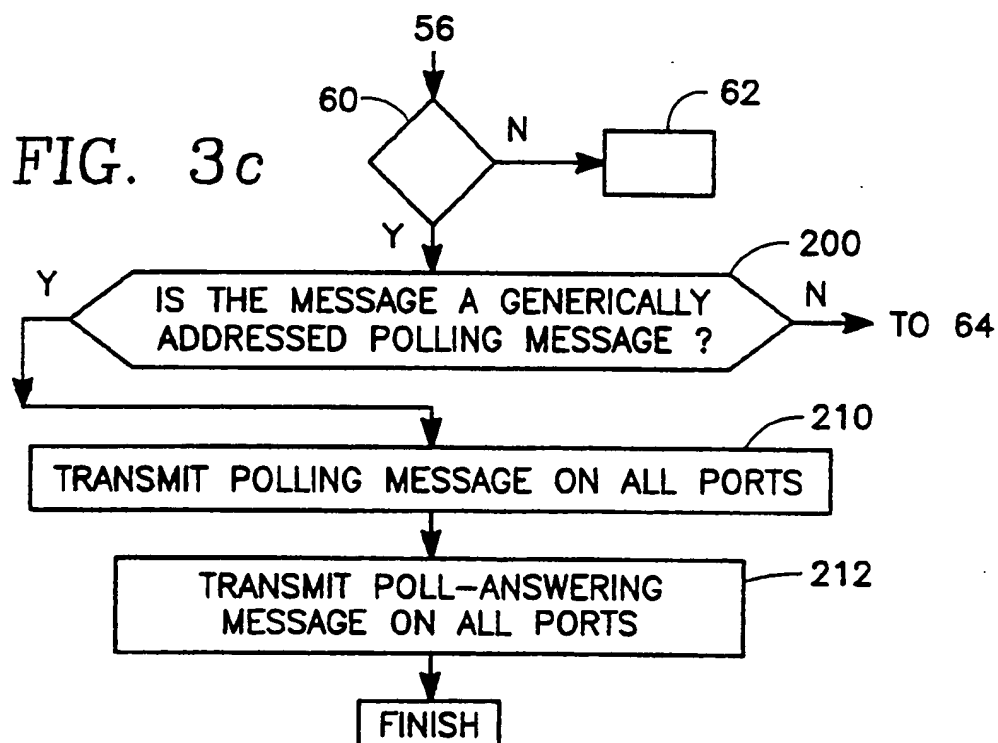 56
60
N
62
FIG. 3c
Y
200
Y
IS THE MESSAGE A GENERICALLY
ADDRESSED POLLING MESSAGE ?
N
TO 64
210
TRANSMIT POLLING MESSAGE ON ALL PORTS
212
TRANSMIT POLL-ANSWERING
MESSAGE ON ALL PORTS
FINISH